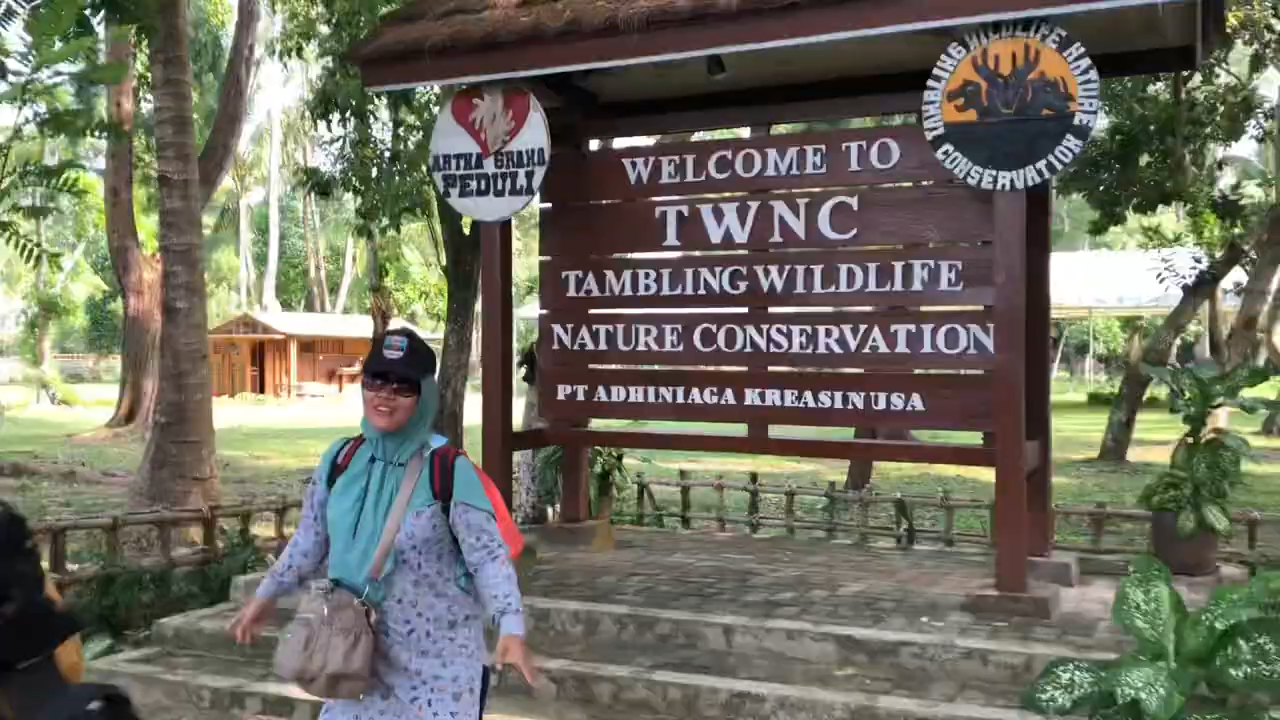 ARTHA GRAHA
PEDULI
TAMBLING WILDLIFE NATURE
CONSERVATION
WELCOME TO
TWNC
TAMBLING WILDLIFE
NATURE CONSERVATION
PT ADHINIAGA KREASINUSA